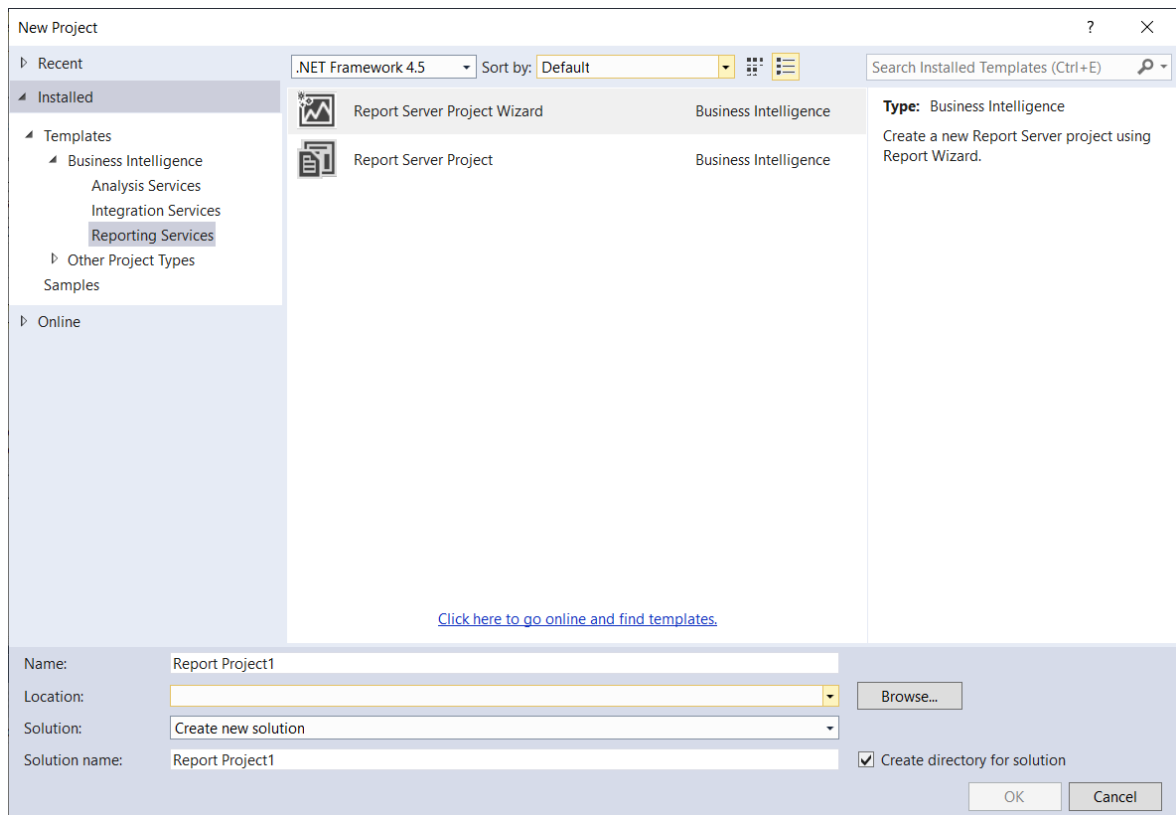 New Project
?
Recent
Installed
Templates
Business Intelligence
Analysis Services
Integration Services
Reporting Services
Other Project Types
Samples
Online
.NET Framework 4.5
Sort by:
Default
Search Installed Templates (Ctrl+E)
Report Server Project Wizard
Business Intelligence
Report Server Project
Business Intelligence
Click here to go online and find templates.
Type: Business Intelligence
Create a new Report Server project using
Report Wizard.
Name:
Report Project1
Location:
Browse...
Solution:
Create new solution
Solution name:
Report Project1
Create directory for solution
OK
Cancel